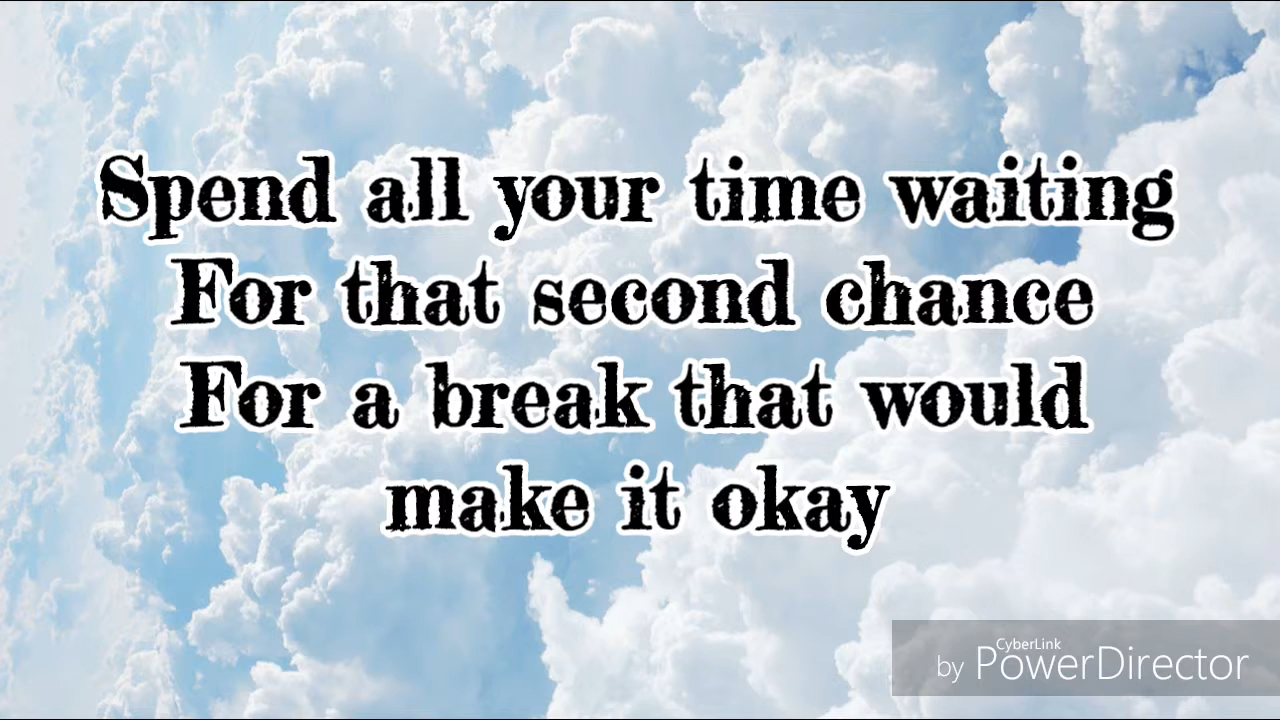 Spend all your time waiting
For that second chance
For a break that would
make it okay
CyberLink
by PowerDirector